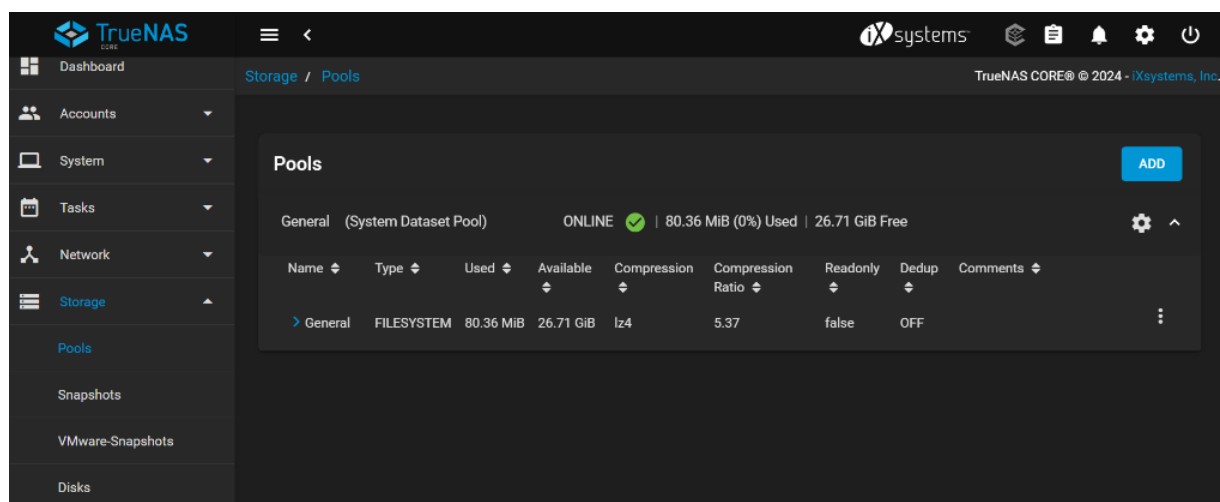 TrueNAS
CORE
iXsystems
Dashboard
Storage / Pools
TrueNAS CORE® © 2024 - iXsystems, Inc.
Accounts
System
Tasks
Network
Storage
Pools
Snapshots
VMware-Snapshots
Disks
Pools
ADD
General (System Dataset Pool) ONLINE | 80.36 MiB (0%) Used | 26.71 GiB Free
Name Type Used Available Compression Compression Ratio Readonly Dedup Comments
General FILESYSTEM 80.36 MiB 26.71 GiB lz4 5.37 false OFF